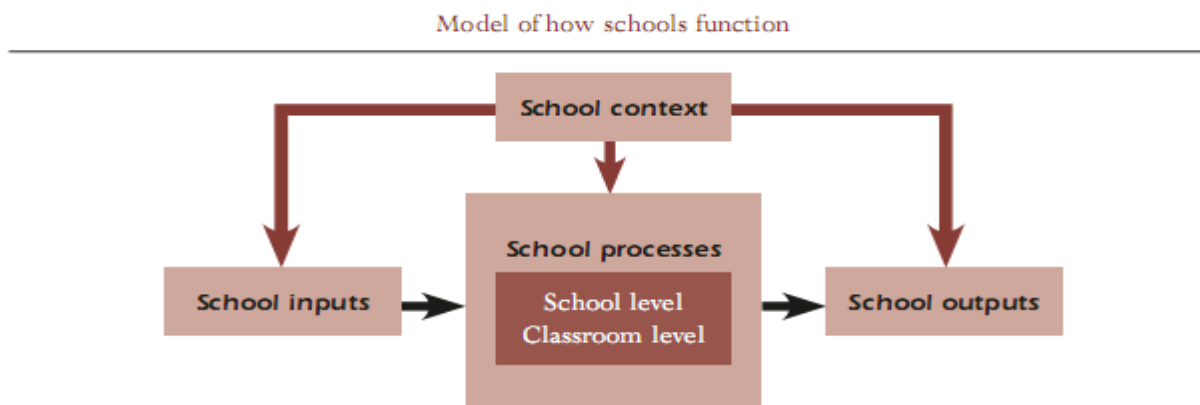 Model of how schools function
School context
School processes
School inputs
School level
Classroom level
School outputs